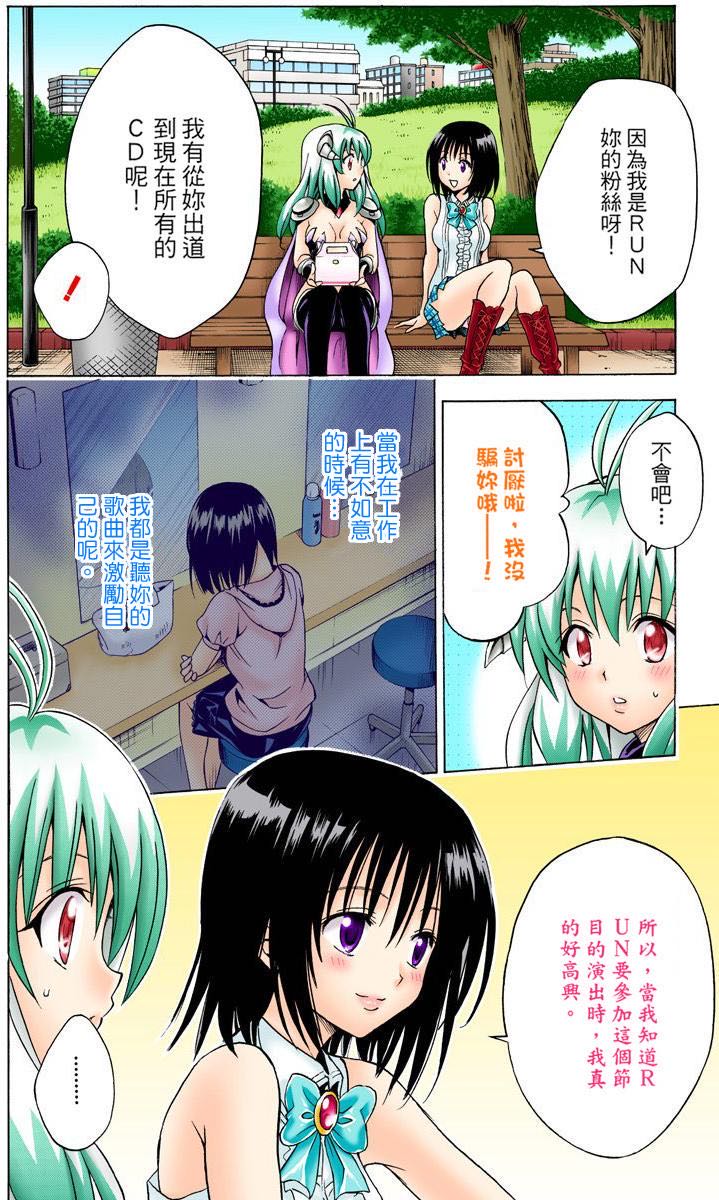 因為我是RUN
妳的粉絲呀！
我有從妳出道
到現在所有的
CD呢！
！
不會吧…
討厭啦，我沒
騙妳哦——！
當我在工作
上有不如意
的時候…
我都是聽妳的
歌曲來激勵自
己的呢。
所以，當我知道R
UN要參加這個節
目的演出時，我真
的好高興。
………